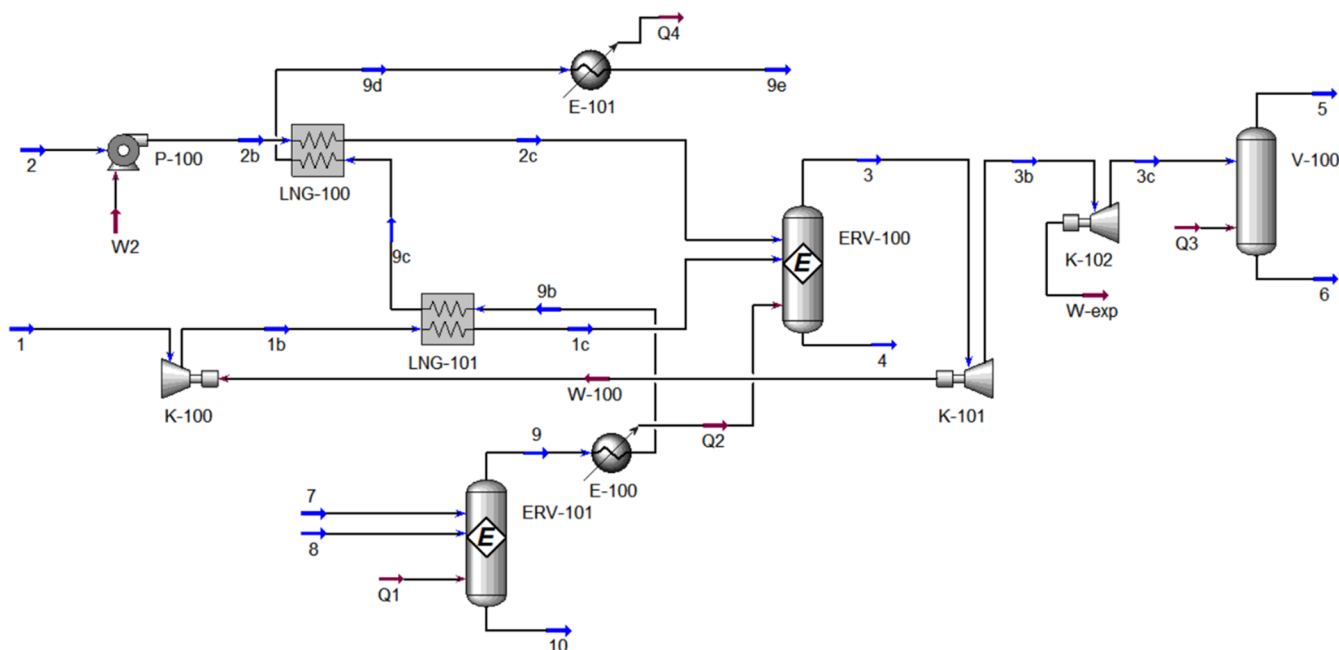 Q4
9d
E-101
9e
5
2
P-100
2b
2c
3
3b
3c
V-100
LNG-100
W2
ERV-100
E
K-102
Q3
9c
9b
W-exp
6
1
1b
LNG-101
1c
4
K-100
W-100
K-101
9
Q2
E-100
7
ERV-101
8
E
Q1
10